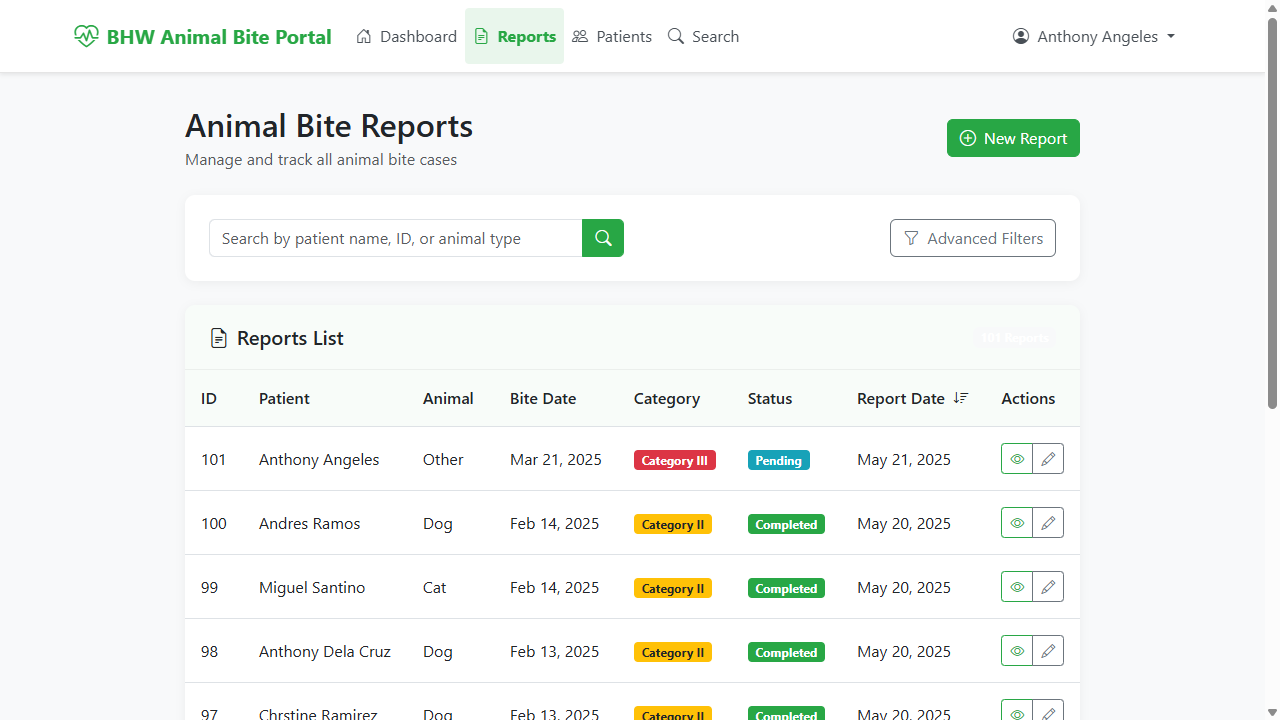 BHW Animal Bite Portal Dashboard Reports Patients Search Anthony Angeles
Animal Bite Reports
Manage and track all animal bite cases
New Report
Search by patient name, ID, or animal type
Advanced Filters
Reports List
101 Reports
ID Patient Animal Bite Date Category Status Report Date Actions
101 Anthony Angeles Other Mar 21, 2025 Category III Pending May 21, 2025
100 Andres Ramos Dog Feb 14, 2025 Category II Completed May 20, 2025
99 Miguel Santino Cat Feb 14, 2025 Category II Completed May 20, 2025
98 Anthony Dela Cruz Dog Feb 13, 2025 Category II Completed May 20, 2025
97 Chrstine Ramirez Dog Feb 13, 2025 Category II Completed May 20, 2025